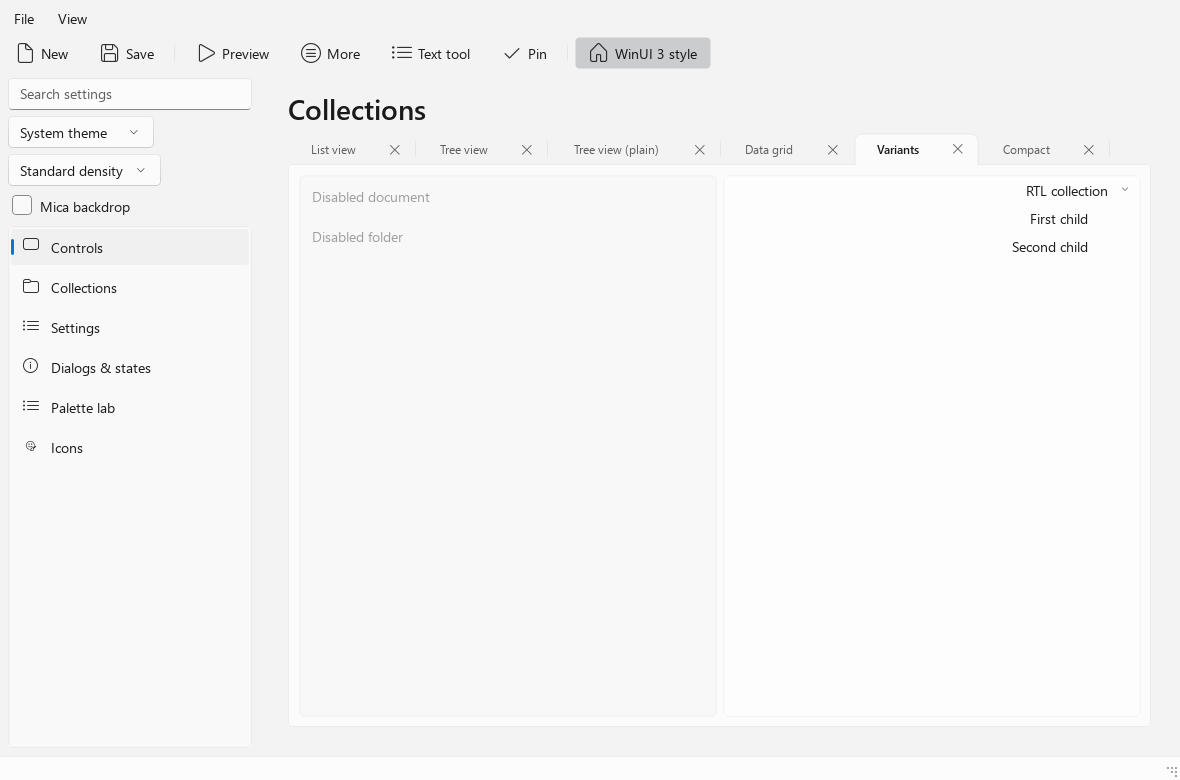 File View
New Save Preview More Text tool Pin WinUI 3 style
Search settings
System theme
Standard density
Mica backdrop
Controls
Collections
Settings
Dialogs & states
Palette lab
Icons
Collections
List view Tree view Tree view (plain) Data grid Variants Compact
Disabled document
Disabled folder
RTL collection
First child
Second child